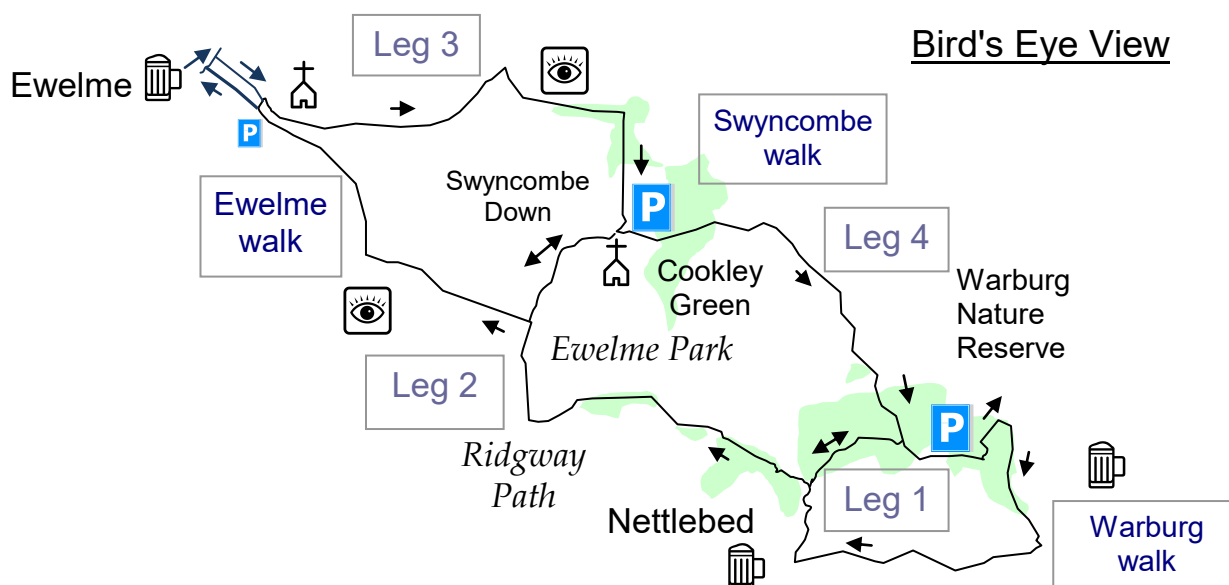 Bird's Eye View
Leg 3
Ewelme
P
Swyncombe
walk
Swyncombe
Down
P
Ewelme
walk
Leg 4
Cookley
Green
Warburg
Nature
Reserve
Ewelme Park
Leg 2
P
Ridgway
Path
Leg 1
Nettlebed
Warburg
walk